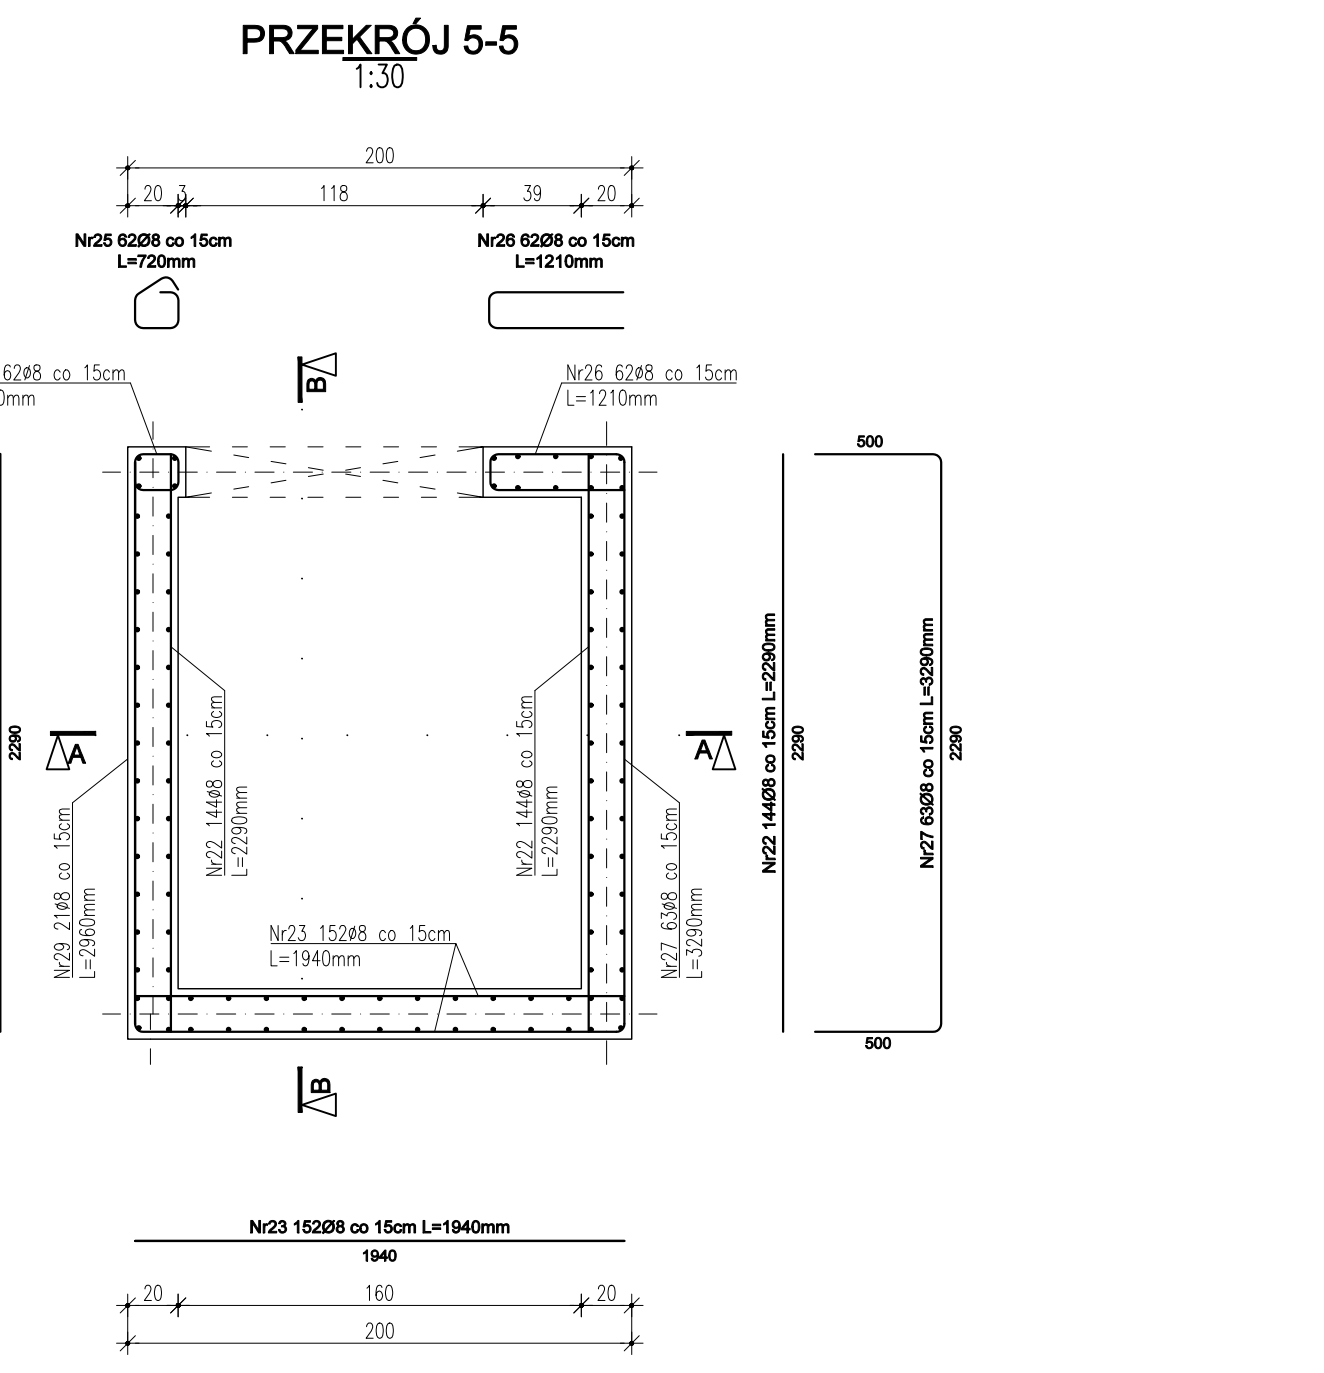 PRZEKRÓJ 5-5
1:30
200
20 3 118 39 20
Nr25 62Ø8 co 15cm
L=720mm
Nr26 62Ø8 co 15cm
L=1210mm
B
62ø8 co 15cm
0mm
Nr26 62ø8 co 15cm
L=1210mm
500
2290
A
A
Nr22 144ø8 co 15cm
L=2290mm
Nr22 144ø8 co 15cm
L=2290mm
Nr29 21ø8 co 15cm
L=2960mm
Nr27 63ø8 co 15cm
L=3290mm
Nr22 144Ø8 co 15cm L=2290mm
2290
Nr27 63Ø8 co 15cm L=3290mm
2290
Nr23 152ø8 co 15cm
L=1940mm
500
B
Nr23 152Ø8 co 15cm L=1940mm
1940
20 160 20
200